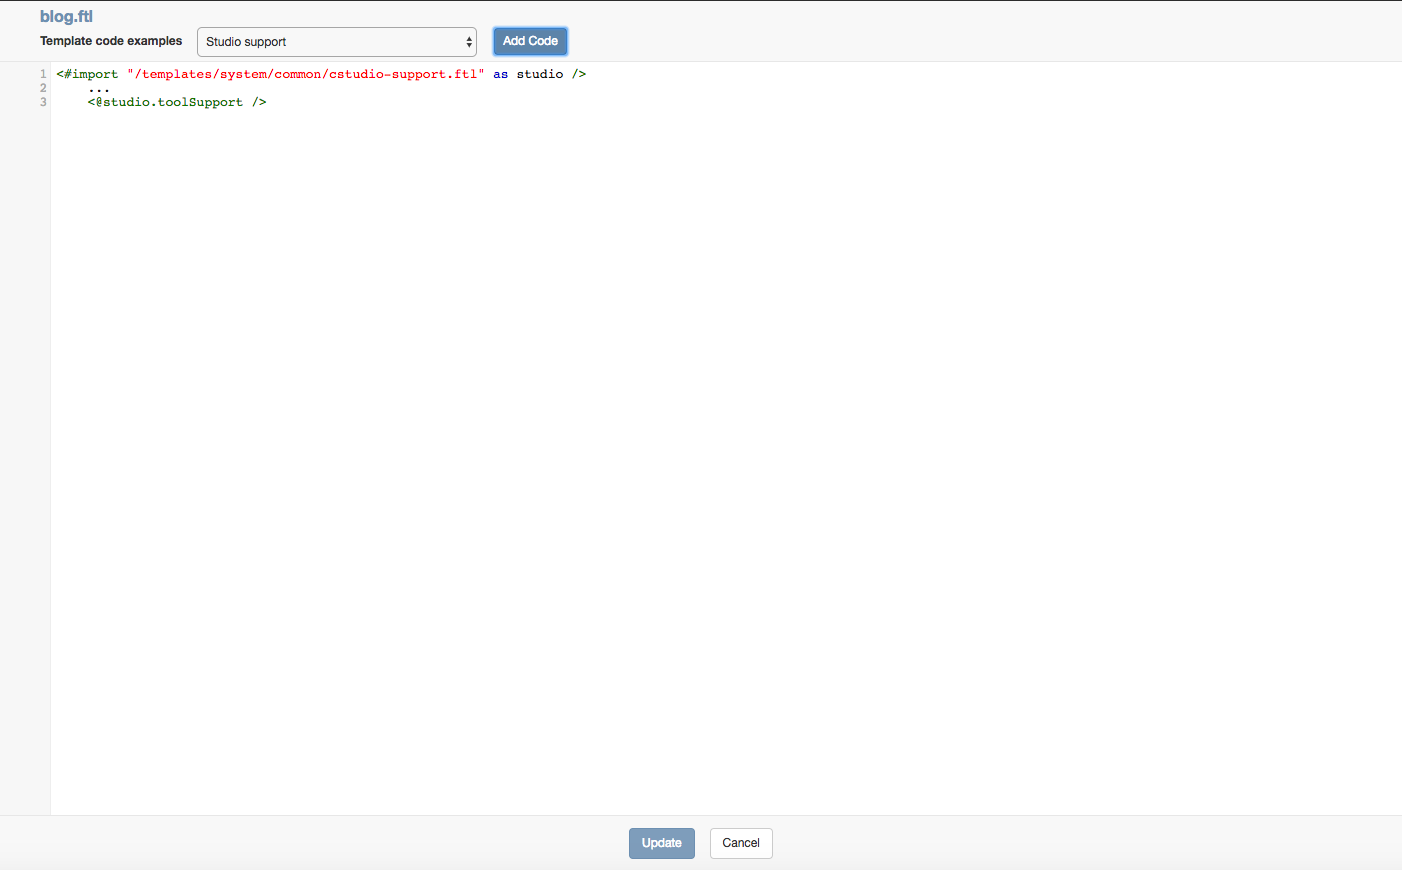 blog.ftl
Template code examples Studio support Add Code
1 <#import "/templates/system/common/cstudio-support.ftl" as studio />
2     ...
3     <@studio.toolSupport />
Update Cancel